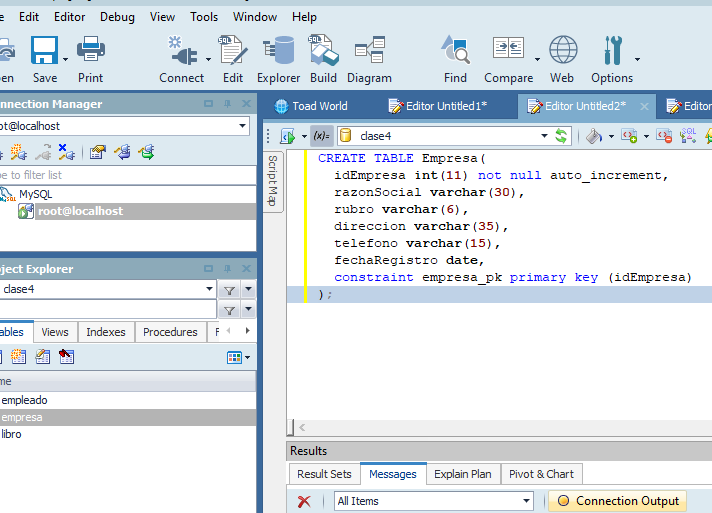 Edit Editor Debug View Tools Window Help
Save Print Connect Edit Explorer Build Diagram Find Compare Web Options
nnection Manager
ot@localhost
pe to filter list
MySQL
root@localhost
ject Explorer
clase4
ables Views Indexes Procedures F
me
empleado
empresa
libro
Toad World Editor Untitled1* Editor Untitled2* Editor
(x)= clase4
Script Map
CREATE TABLE Empresa(
idEmpresa int(11) not null auto_increment,
razonSocial varchar(30),
rubro varchar(6),
direccion varchar(35),
telefono varchar(15),
fechaRegistro date,
constraint empresa_pk primary key (idEmpresa)
);
Results
Result Sets Messages Explain Plan Pivot & Chart
All Items Connection Output